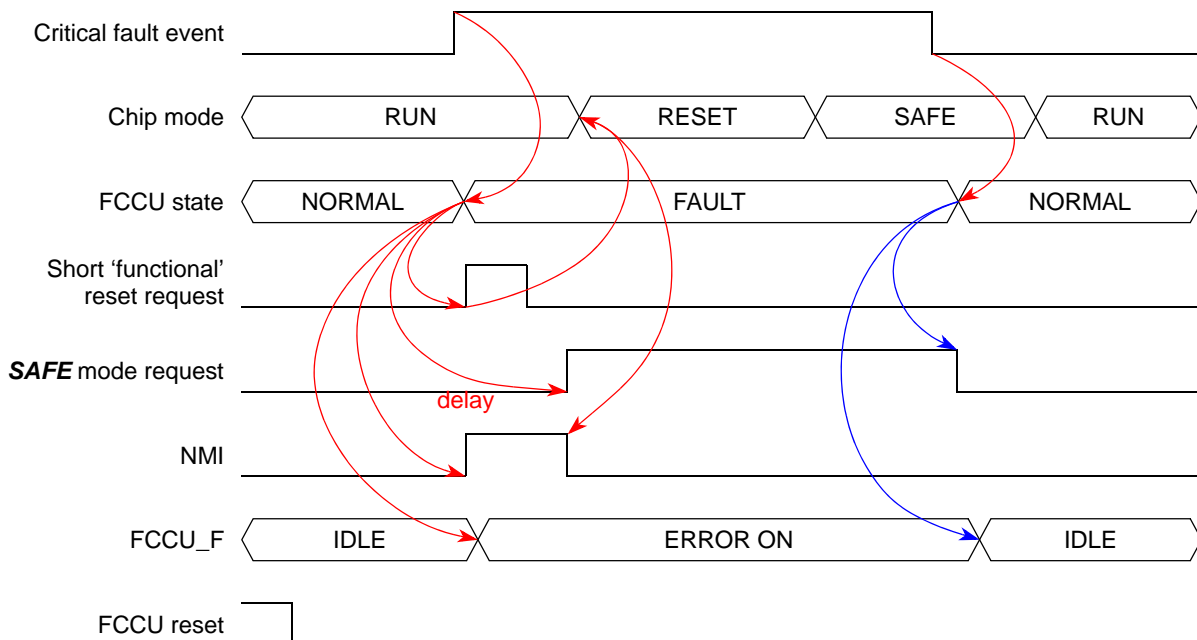 Critical fault event
Chip mode
RUN
RESET
SAFE
RUN
FCCU state
NORMAL
FAULT
NORMAL
Short ‘functional’
reset request
SAFE mode request
delay
NMI
FCCU_F
IDLE
ERROR ON
IDLE
FCCU reset